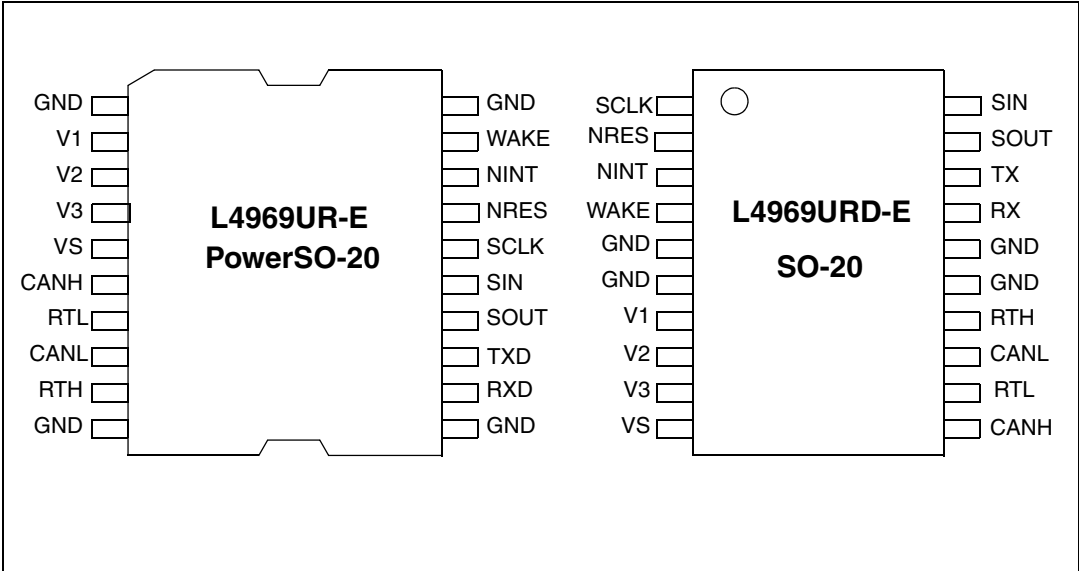 GND
V1
V2
V3
VS
CANH
RTL
CANL
RTH
GND
L4969UR-E
PowerSO-20
GND
WAKE
NINT
NRES
SCLK
SIN
SOUT
TXD
RXD
GND
SCLK
NRES
NINT
WAKE
GND
GND
V1
V2
V3
VS
L4969URD-E
SO-20
SIN
SOUT
TX
RX
GND
GND
RTH
CANL
RTL
CANH